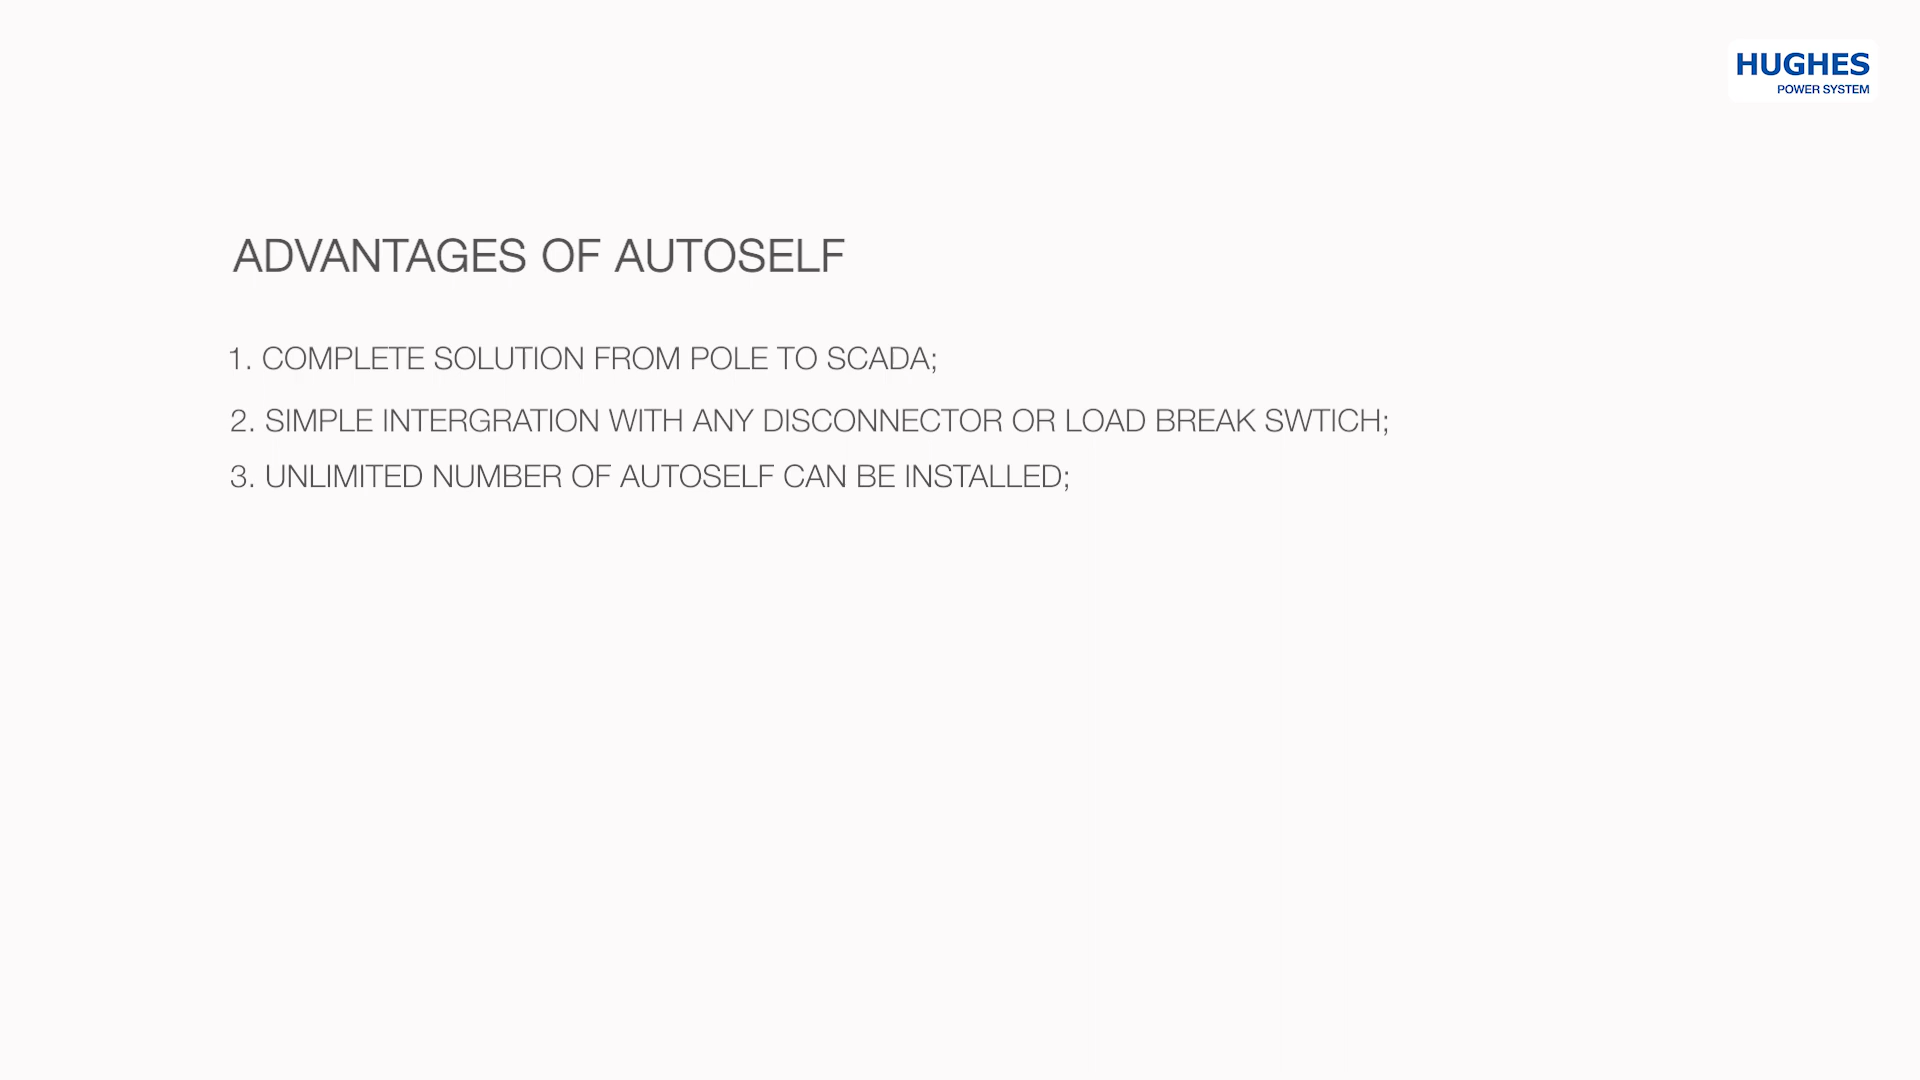 HUGHES
POWER SYSTEM
ADVANTAGES OF AUTOSELF
1. COMPLETE SOLUTION FROM POLE TO SCADA;
2. SIMPLE INTERGRATION WITH ANY DISCONNECTOR OR LOAD BREAK SWTICH;
3. UNLIMITED NUMBER OF AUTOSELF CAN BE INSTALLED;